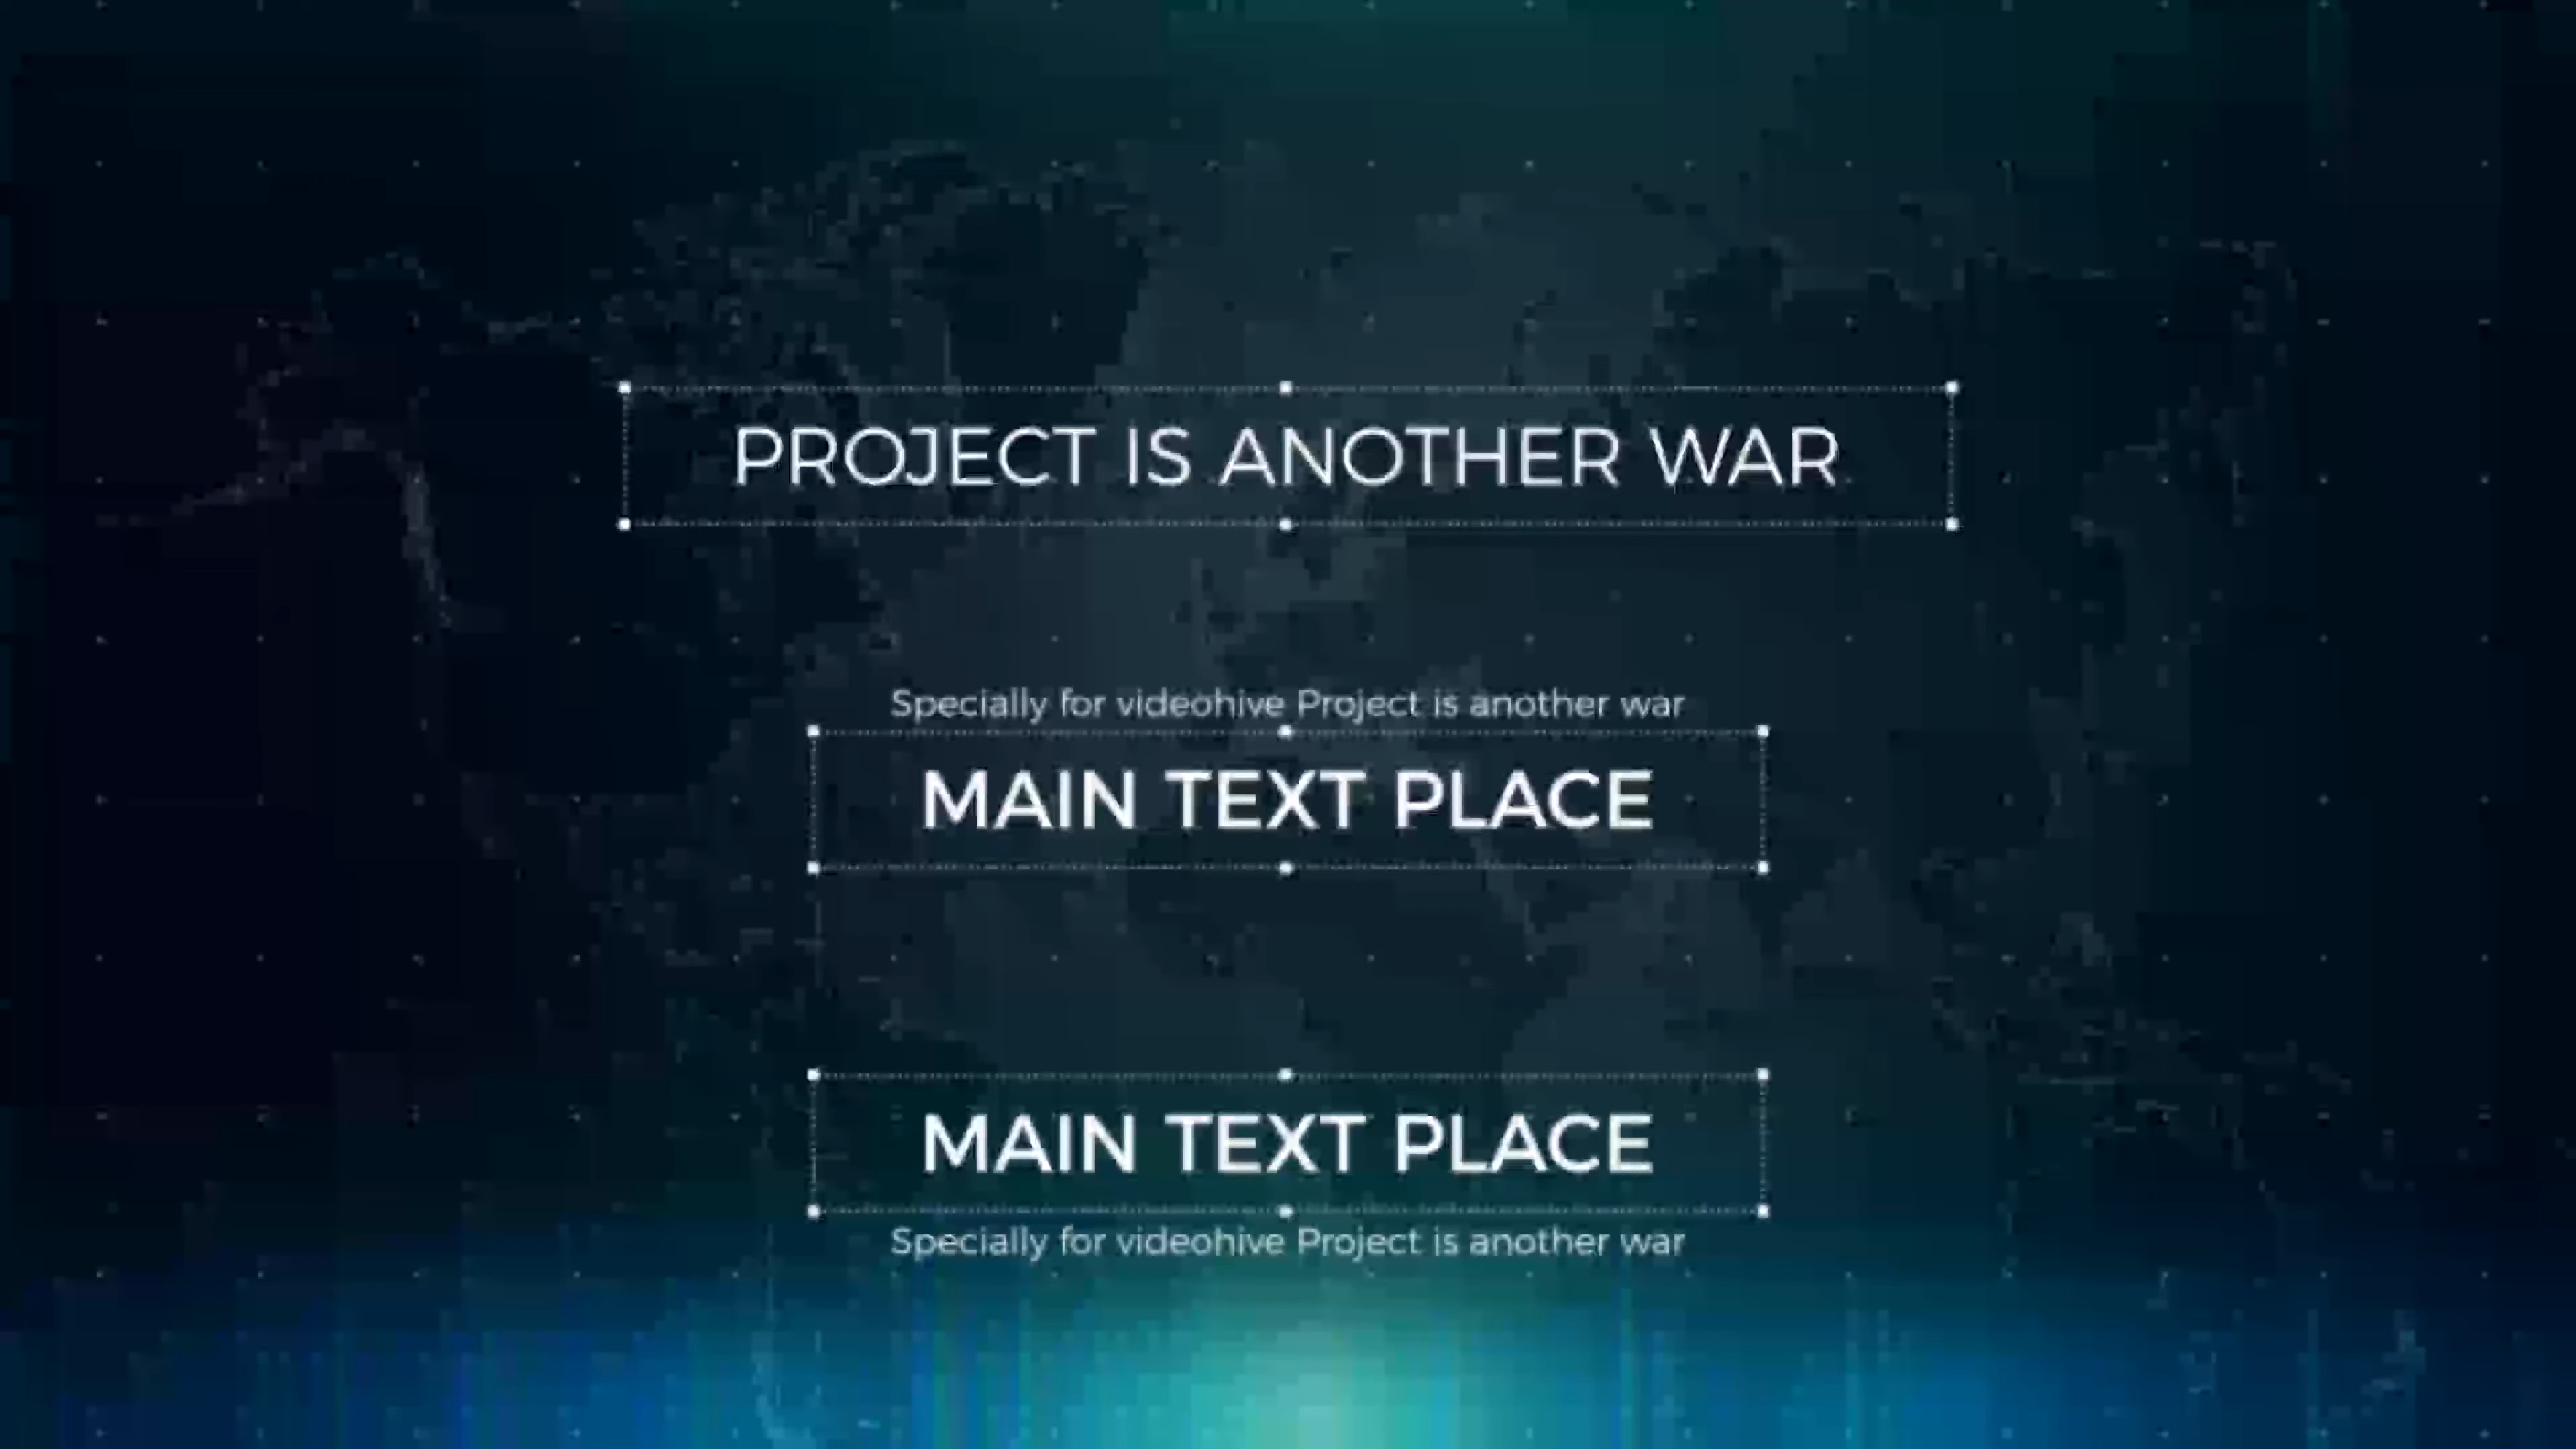 PROJECT IS ANOTHER WAR
Specially for videohive Project is another war
MAIN TEXT PLACE
MAIN TEXT PLACE
Specially for videohive Project is another war